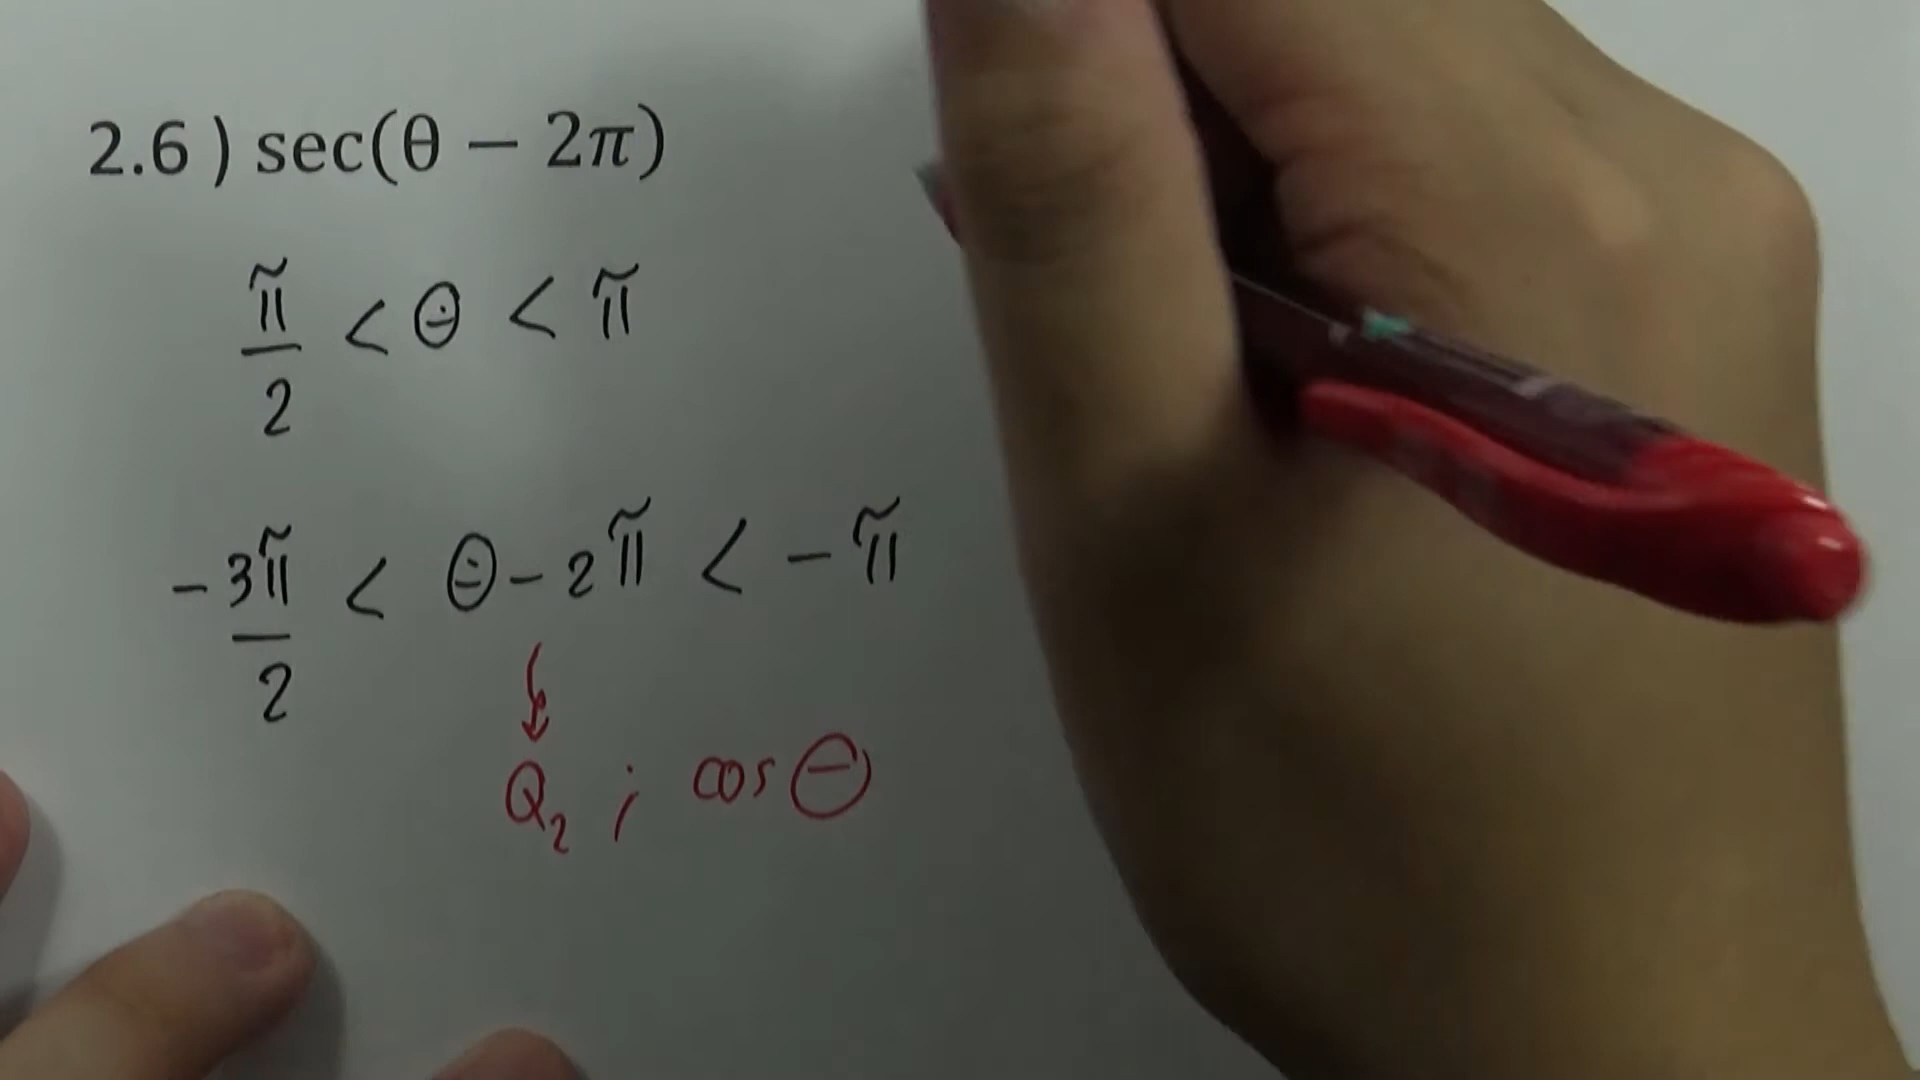 2.6 ) sec(θ − 2π)
π/2 < θ < π
-3π/2 < θ - 2π < - π
Q₂ ; cos θ